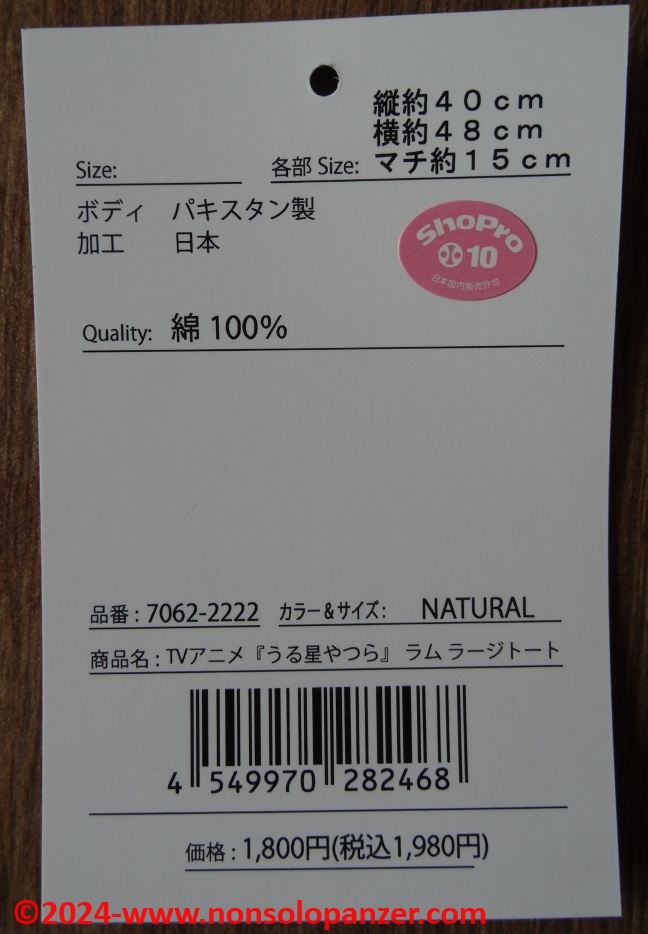 縦約４０ｃｍ
横約４８ｃｍ
Size: 各部 Size: マチ約１５ｃｍ
ボディ パキスタン製
加工 日本
ShoPro
10
日本国内販売許可
Quality: 綿 100%
品番 : 7062-2222 カラー&サイズ: NATURAL
商品名 : TVアニメ『うる星やつら』 ラム ラージトート
4 549970 282468
価格 : 1,800円(税込1,980円)
©2024-www.nonsolopanzer.com